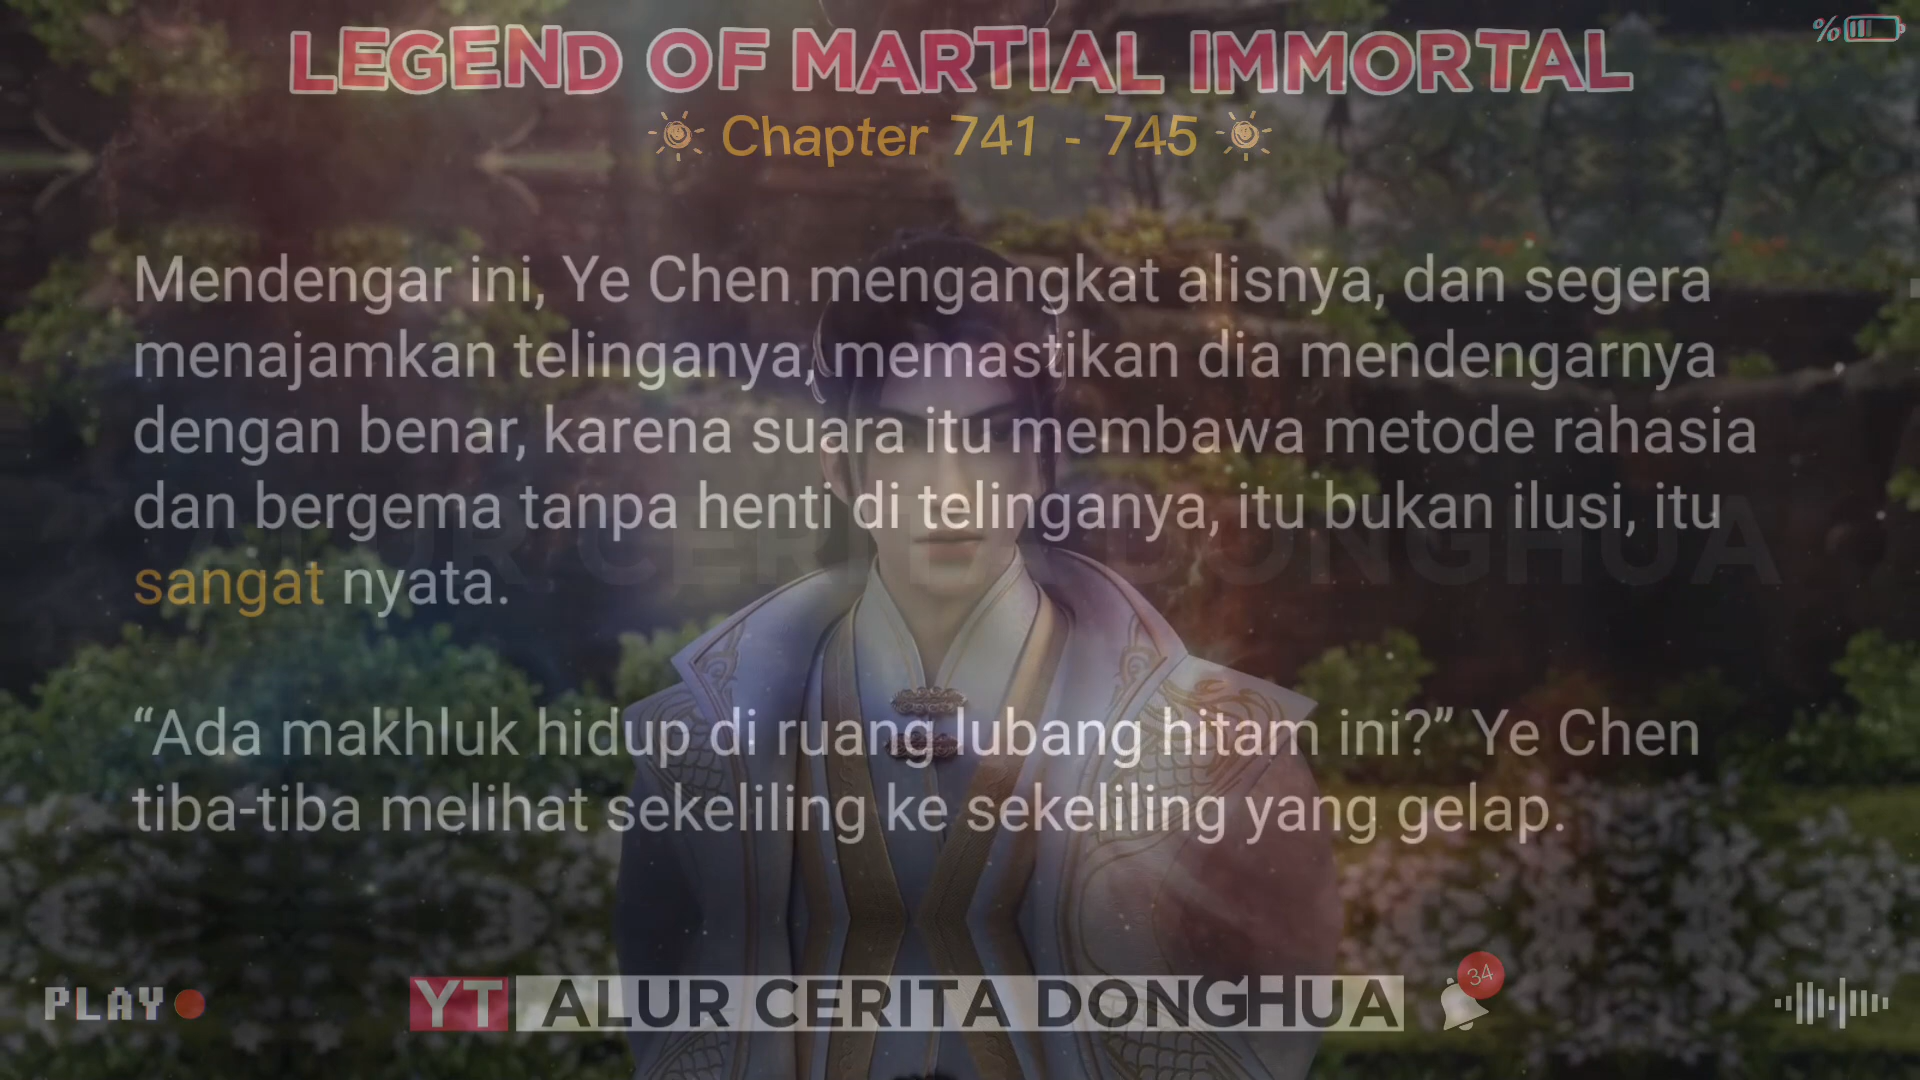 LEGEND OF MARTIAL IMMORTAL
%
Chapter 741 - 745
Mendengar ini, Ye Chen mengangkat alisnya, dan segera
menajamkan telinganya, memastikan dia mendengarnya
dengan benar, karena suara itu membawa metode rahasia
dan bergema tanpa henti di telinganya, itu bukan ilusi, itu
ALUR CERITA DONGHUA
sangat nyata.
“Ada makhluk hidup di ruang lubang hitam ini?” Ye Chen
tiba-tiba melihat sekeliling ke sekeliling yang gelap.
PLAY
YT ALUR CERITA DONGHUA
34